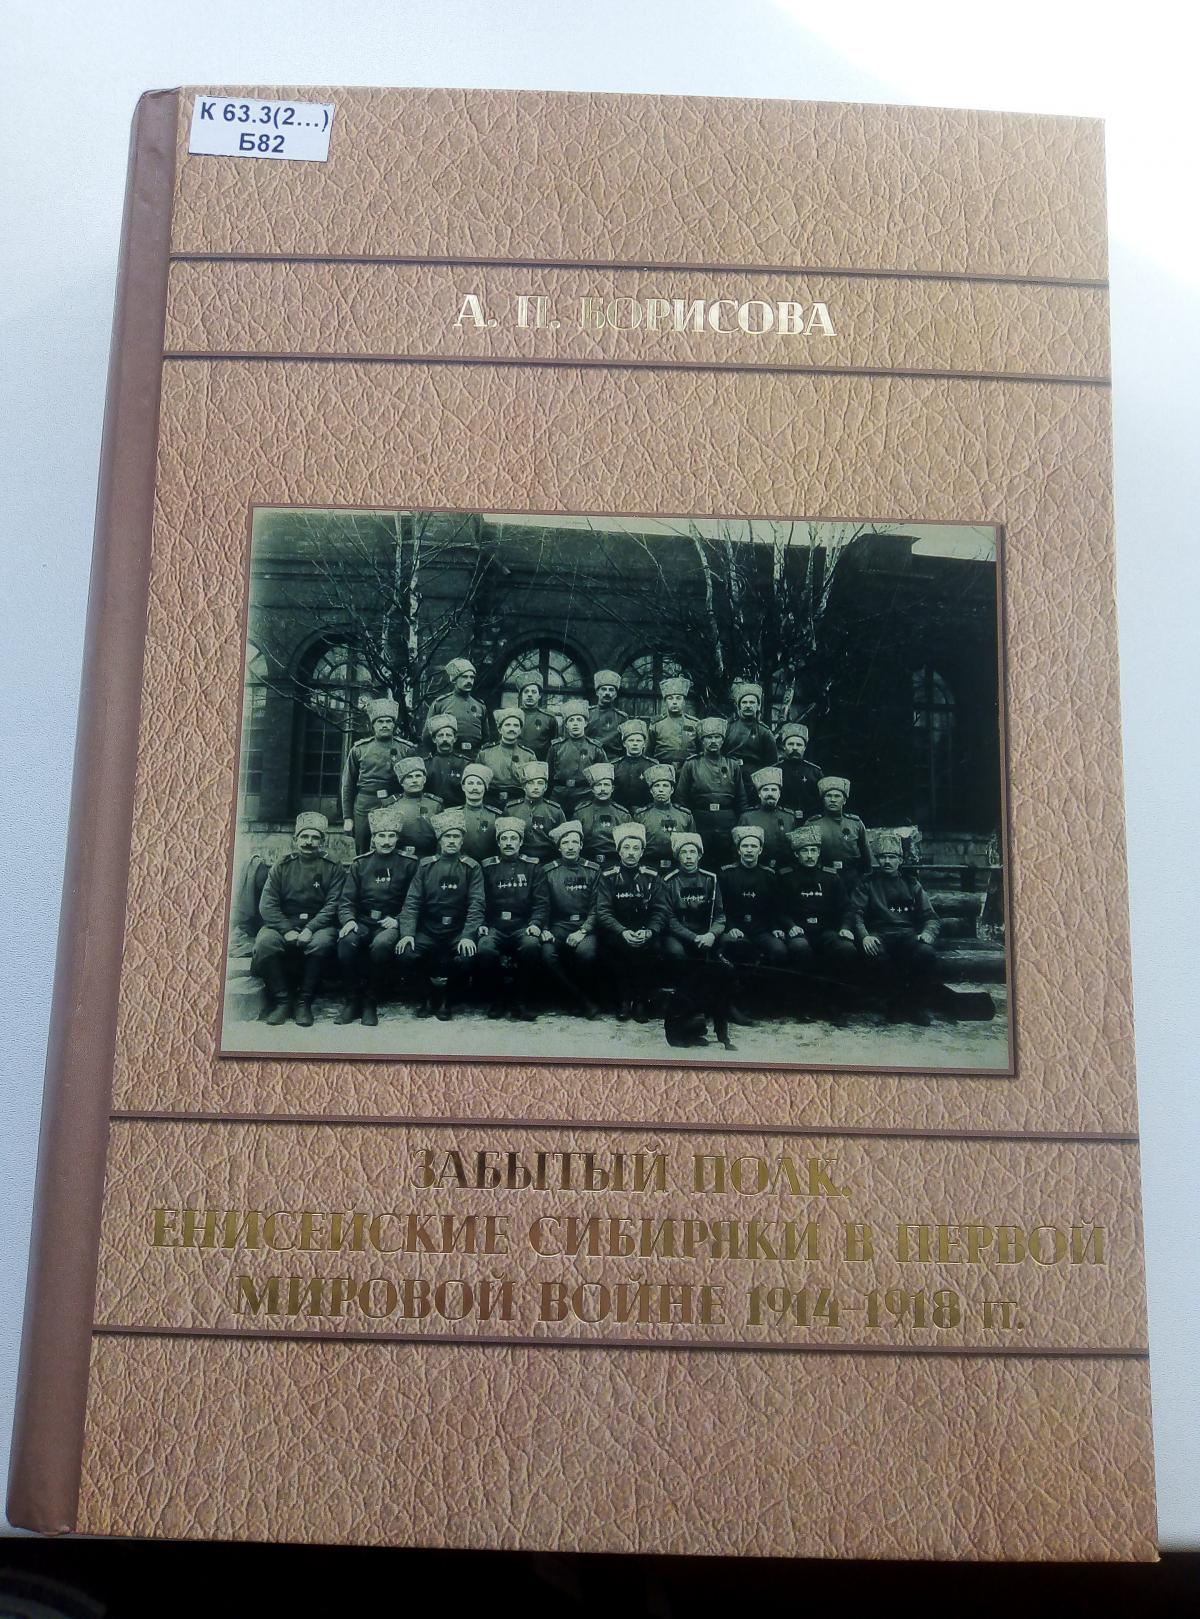 К 63.3(2...)
Б82
А. П. БОРИСОВА
ЗАБЫТЫЙ ПОЛК.
ЕНИСЕЙСКИЕ СИБИРЯКИ В ПЕРВОЙ
МИРОВОЙ ВОЙНЕ 1914–1918 ГГ.